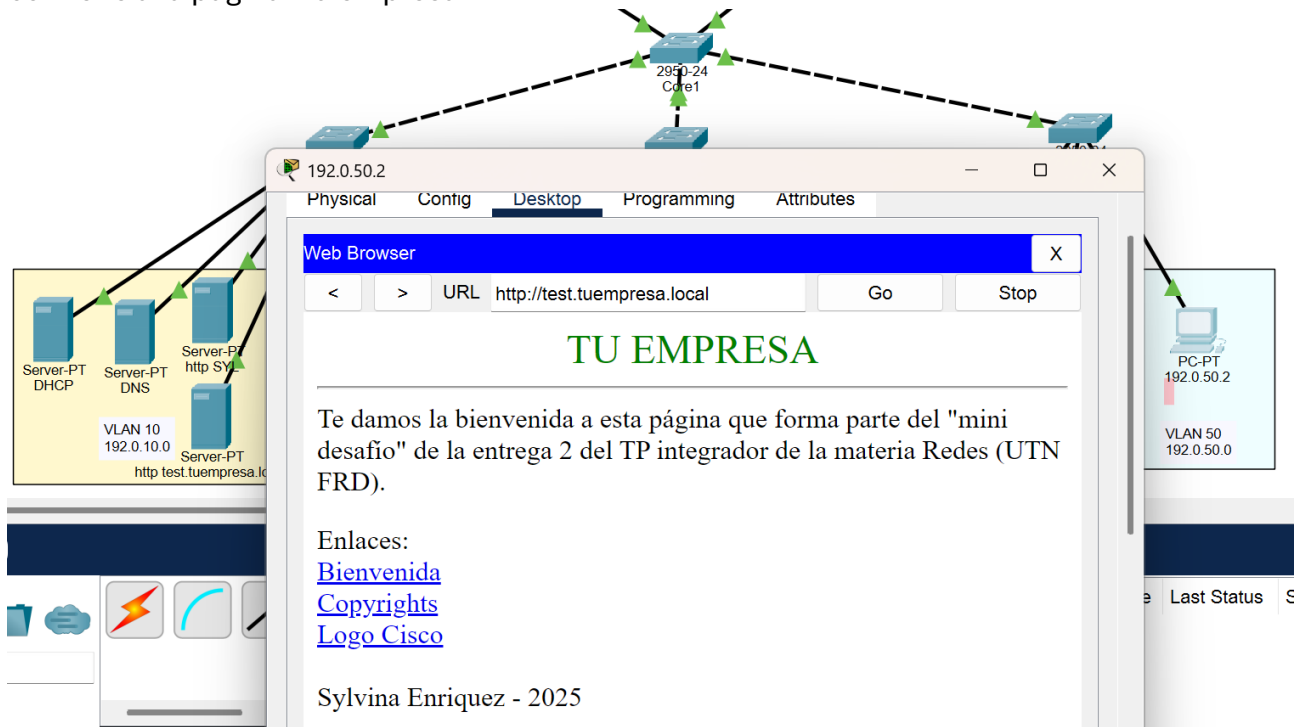 2950-24
Core1
192.0.50.2
Physical Config Desktop Programming Attributes
Web Browser X
< > URL http://test.tuempresa.local Go Stop
TU EMPRESA
Te damos la bienvenida a esta página que forma parte del "mini
desafío" de la entrega 2 del TP integrador de la materia Redes (UTN
FRD).
Enlaces:
Bienvenida
Copyrights
Logo Cisco
Sylvina Enriquez - 2025
Server-PT
DHCP
Server-PT
DNS
Server-PT
http SYL
VLAN 10
192.0.10.0
Server-PT
http test.tuempresa.lo
PC-PT
192.0.50.2
VLAN 50
192.0.50.0
Last Status